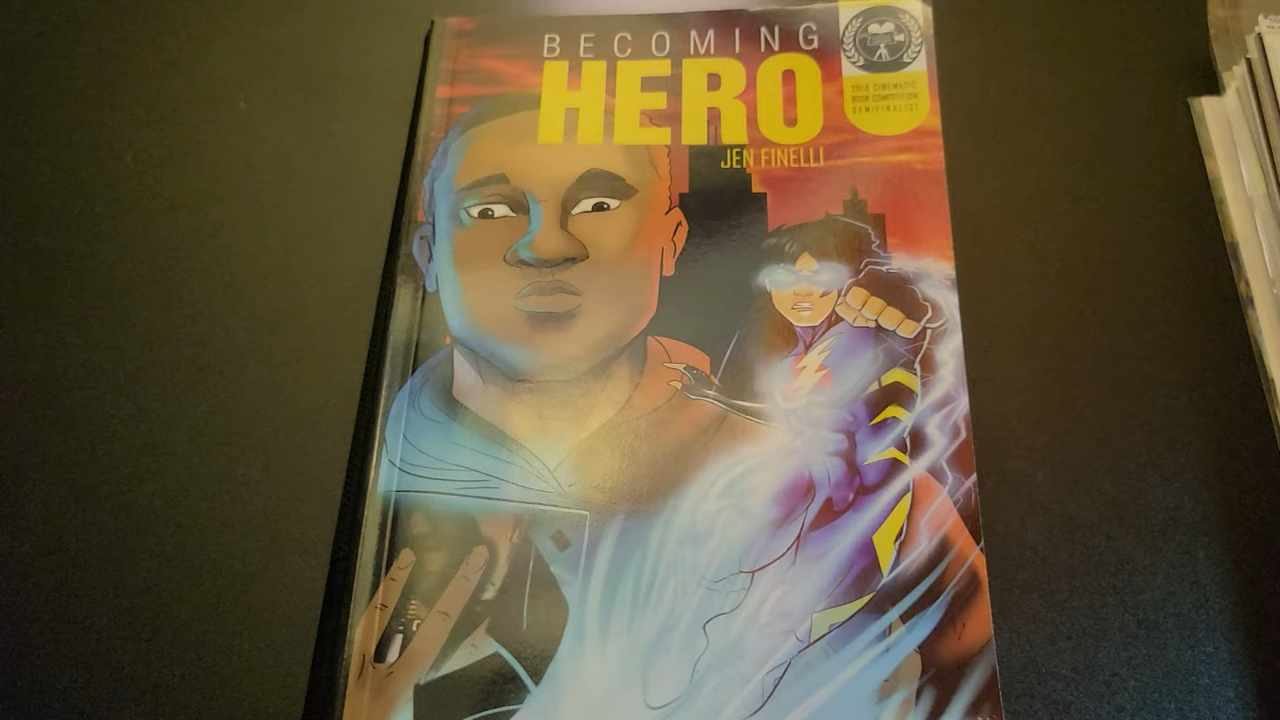 BECOMING
HERO
JEN FINELLI
2019 CINEMATIC
BOOK COMPETITION
SEMIFINALIST